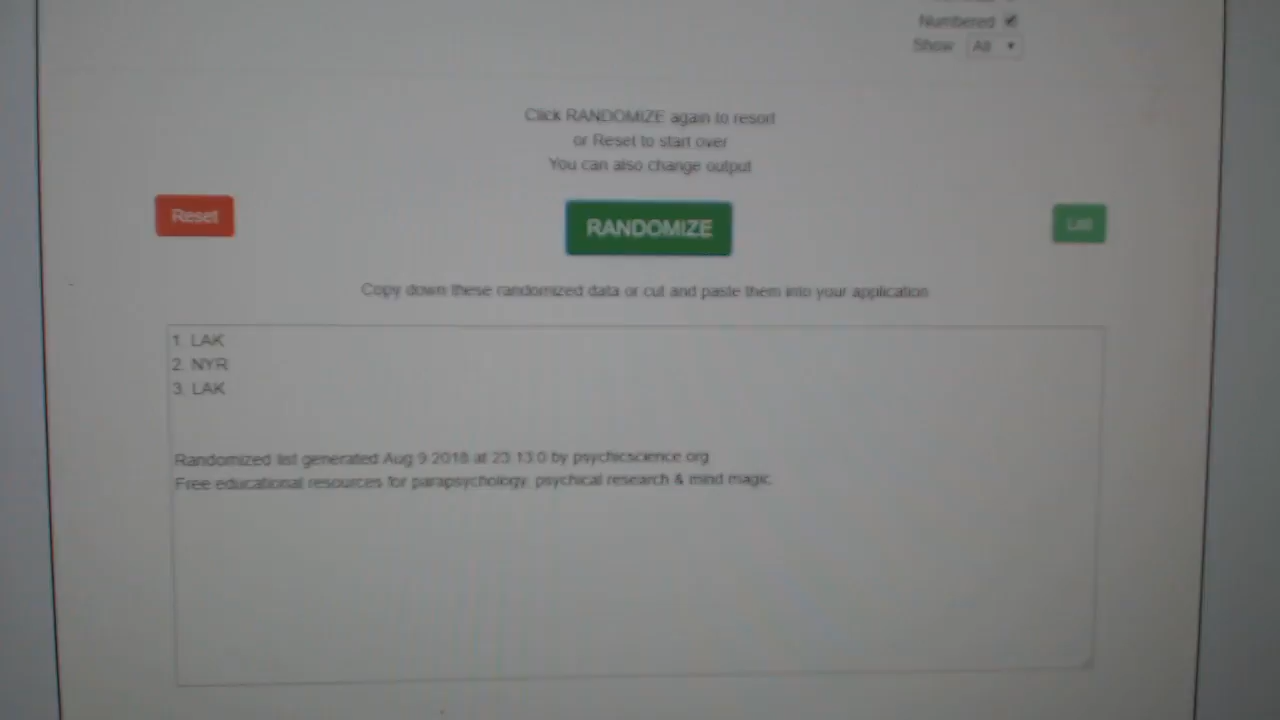 Numbered
Show All
Click RANDOMIZE again to resort
or Reset to start over
You can also change output
Reset
RANDOMIZE
List
Copy down these randomized data or cut and paste them into your application
1. LAK
2. NYR
3. LAK
Randomized list generated Aug 9 2018 at 23:13:0 by psychicscience.org
Free educational resources for parapsychology, psychical research & mind magic.